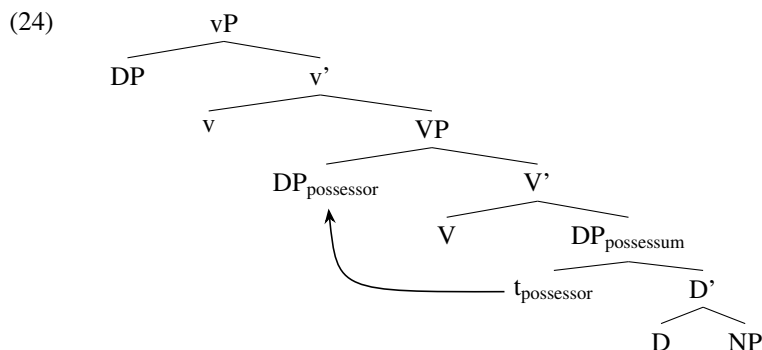 (24) vP
DP v'
v VP
DPpossessor V'
V DPpossessum
tpossessor D'
D NP